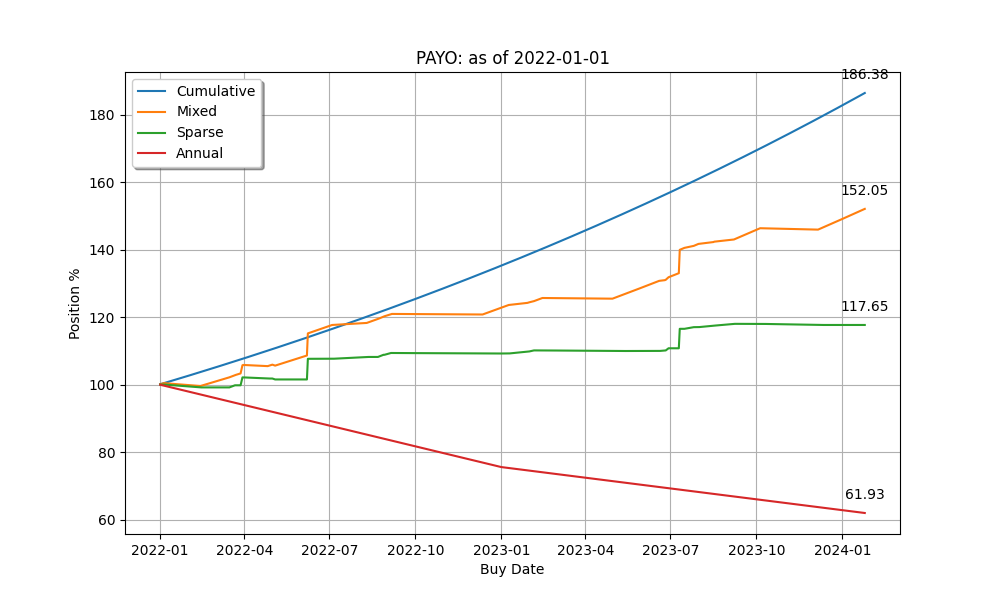 PAYO: as of 2022-01-01
186.38
Cumulative
Mixed
Sparse
Annual
152.05
117.65
61.93
Position %
180
160
140
120
100
80
60
2022-01 2022-04 2022-07 2022-10 2023-01 2023-04 2023-07 2023-10 2024-01
Buy Date